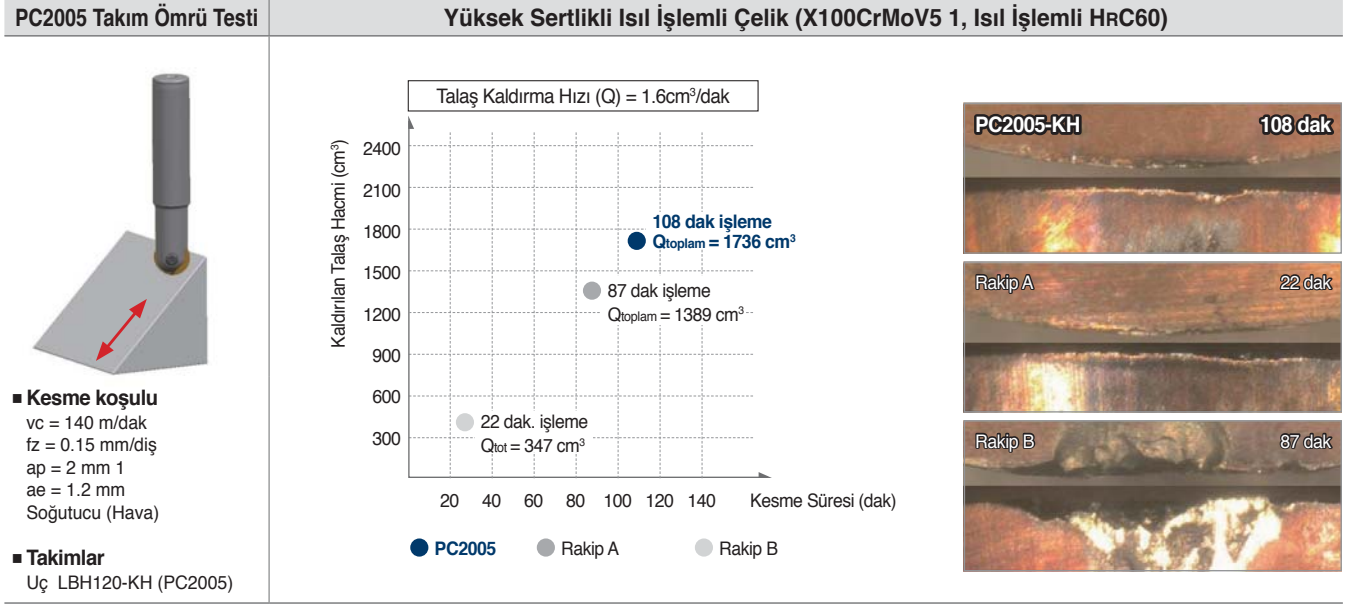 PC2005 Takım Ömrü Testi
Yüksek Sertlikli Isıl İşlemli Çelik (X100CrMoV5 1, Isıl İşlemli HRC60)
■ Kesme koşulu
vc = 140 m/dak
fz = 0.15 mm/diş
ap = 2 mm 1
ae = 1.2 mm
Soğutucu (Hava)
■ Takimlar
Uç LBH120-KH (PC2005)
Talaş Kaldırma Hızı (Q) = 1.6cm³/dak
Kaldırılan Talaş Hacmi (cm³)
2400
2100
1800
1500
1200
900
600
300
108 dak işleme
Qtoplam = 1736 cm³
87 dak işleme
Qtoplam = 1389 cm³
22 dak. işleme
Qtot = 347 cm³
20 40 60 80 100 120 140 Kesme Süresi (dak)
PC2005 Rakip A Rakip B
PC2005-KH 108 dak
Rakip A 22 dak
Rakip B 87 dak